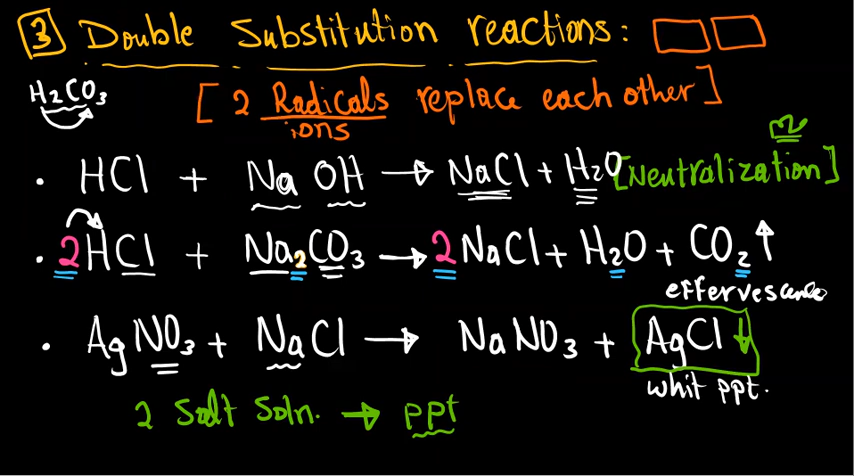 3 Double Substitution reactions:
H₂CO₃
[2 Radicals replace each other]
ions
• HCl + NaOH → NaCl + H₂O [Neutralization]
• 2HCl + Na₂CO₃ → 2NaCl + H₂O + CO₂↑
effervescence
• AgNO₃ + NaCl → NaNO₃ + AgCl↓
whit ppt.
2 Salt Soln. → ppt